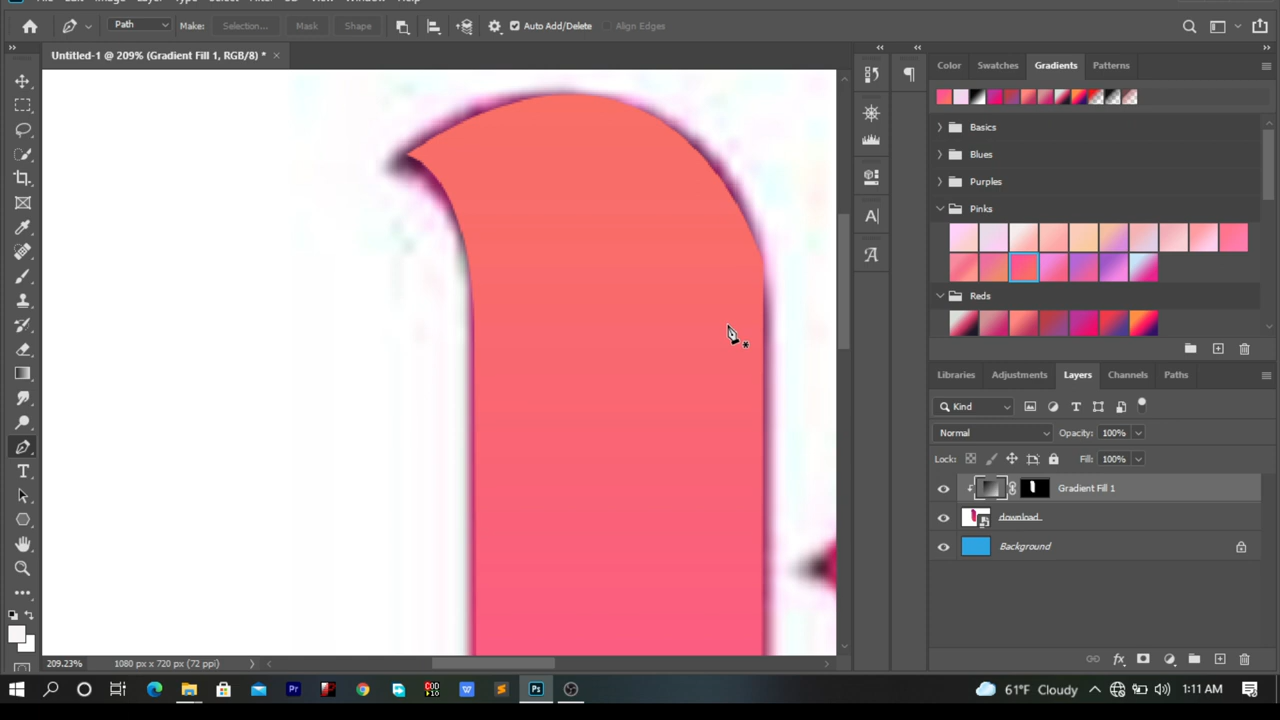 Path
Make:
Selection...
Mask
Shape
Auto Add/Delete
Align Edges
Untitled-1 @ 209% (Gradient Fill 1, RGB/8) *
Color
Swatches
Gradients
Patterns
Basics
Blues
Purples
Pinks
Reds
Libraries
Adjustments
Layers
Channels
Paths
Kind
Normal
Opacity: 100%
Lock:
Fill: 100%
Gradient Fill 1
download
Background
209.23%
1080 px x 720 px (72 ppi)
61°F Cloudy
1:11 AM